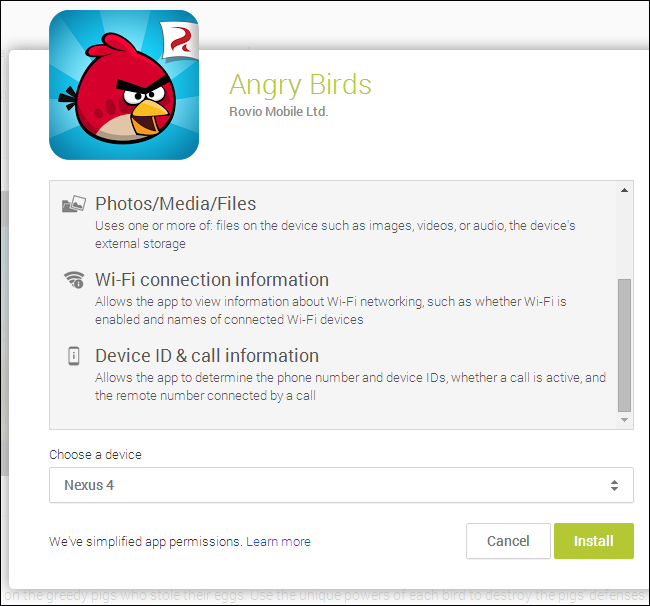 Angry Birds
Rovio Mobile Ltd.
Photos/Media/Files
Uses one or more of: files on the device such as images, videos, or audio, the device's
external storage
Wi-Fi connection information
Allows the app to view information about Wi-Fi networking, such as whether Wi-Fi is
enabled and names of connected Wi-Fi devices
Device ID & call information
Allows the app to determine the phone number and device IDs, whether a call is active, and
the remote number connected by a call
Choose a device
Nexus 4
We've simplified app permissions. Learn more
Cancel
Install
on the greedy pigs who stole their eggs. Use the unique powers of each bird to destroy the pigs' defenses